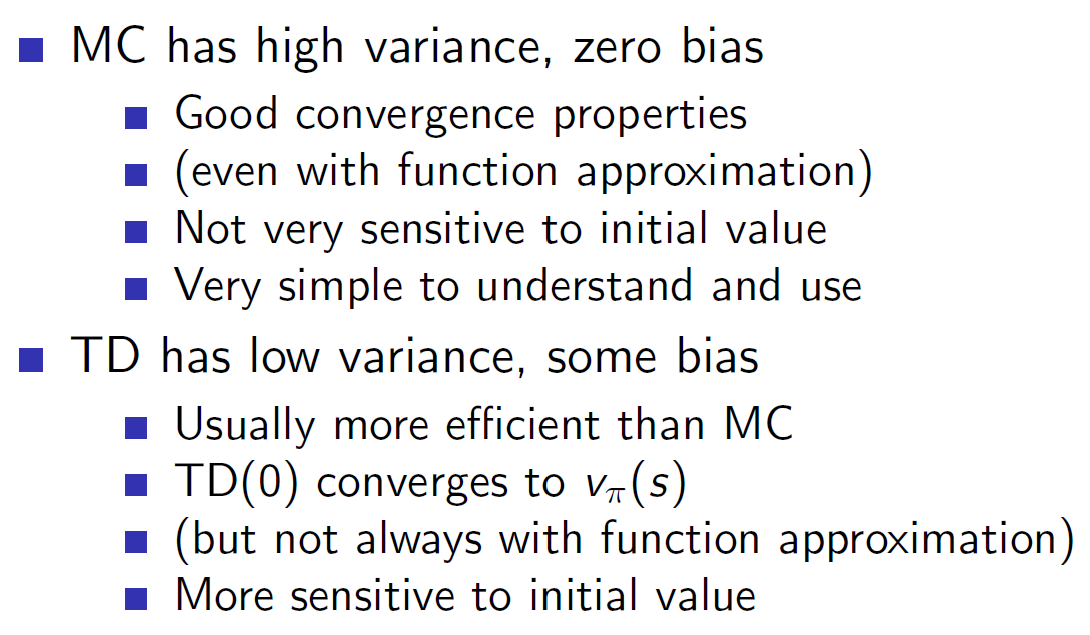 MC has high variance, zero bias
Good convergence properties
(even with function approximation)
Not very sensitive to initial value
Very simple to understand and use
TD has low variance, some bias
Usually more efficient than MC
TD(0) converges to vπ(s)
(but not always with function approximation)
More sensitive to initial value